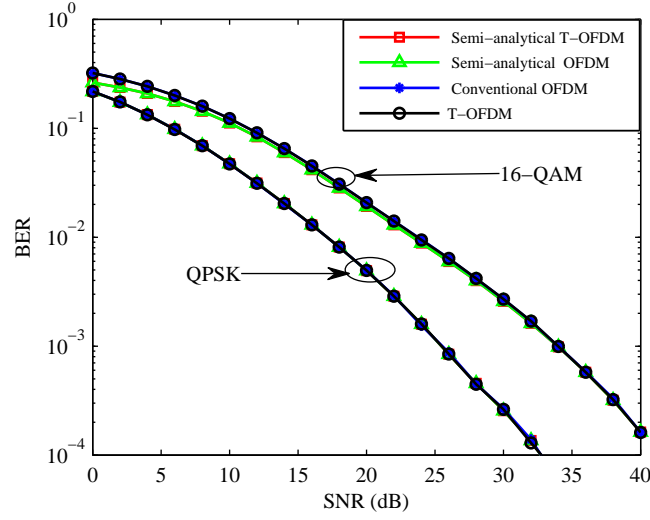 10^0
10^-1
10^-2
10^-3
10^-4
BER
Semi-analytical T-OFDM
Semi-analytical OFDM
Conventional OFDM
T-OFDM
16-QAM
QPSK
0 5 10 15 20 25 30 35 40
SNR (dB)